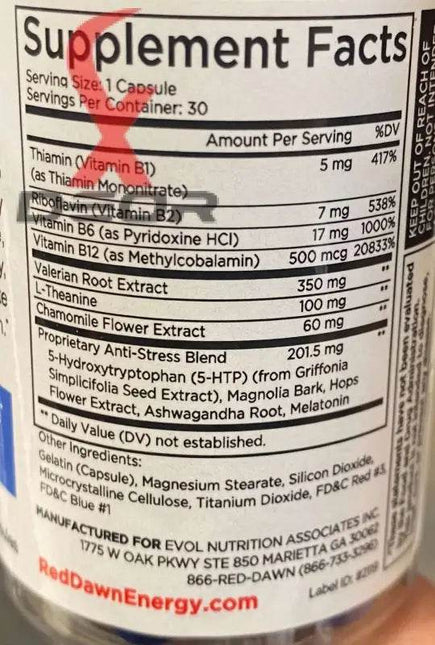 Supplement Facts
Serving Size: 1 Capsule
Servings Per Container: 30
Amount Per Serving %DV
Thiamin (Vitamin B1) 5 mg 417%
(as Thiamin Mononitrate)
Riboflavin (Vitamin B2) 7 mg 538%
Vitamin B6 (as Pyridoxine HCl) 17 mg 1000%
Vitamin B12 (as Methylcobalamin) 500 mcg 20833%
Valerian Root Extract 350 mg **
L-Theanine 100 mg **
Chamomile Flower Extract 60 mg **
Proprietary Anti-Stress Blend 201.5 mg **
5-Hydroxytryptophan (5-HTP) (from Griffonia
Simplicifolia Seed Extract), Magnolia Bark, Hops
Flower Extract, Ashwagandha Root, Melatonin
** Daily Value (DV) not established.
Other Ingredients:
Gelatin (Capsule), Magnesium Stearate, Silicon Dioxide,
Microcrystalline Cellulose, Titanium Dioxide, FD&C Red #3,
FD&C Blue #1
MANUFACTURED FOR EVOL NUTRITION ASSOCIATES INC.
1775 W OAK PKWY STE 850 MARIETTA GA 30062
866-RED-DAWN (866-733-3296)
RedDawnEnergy.com
Label ID:
KEEP OUT OF REACH OF